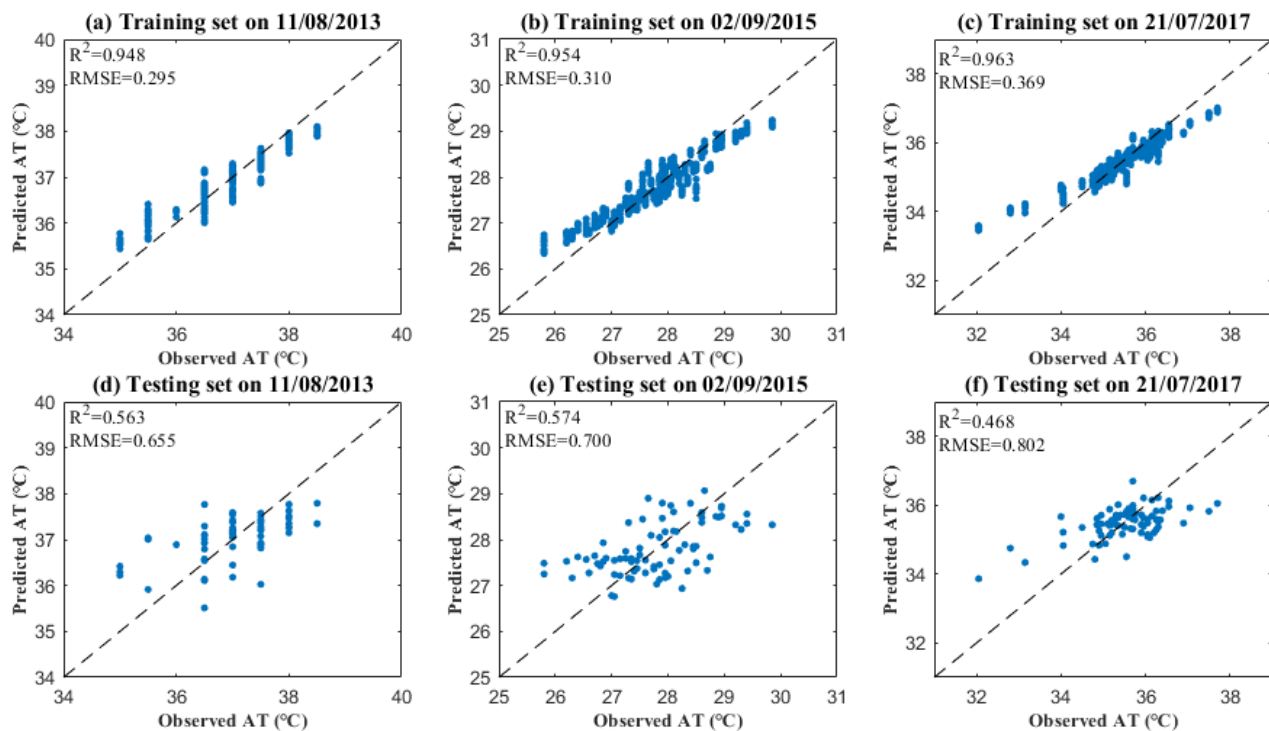 (a) Training set on 11/08/2013
R²=0.948
RMSE=0.295
Predicted AT (℃)
40
39
38
37
36
35
34
34
36
38
40
Observed AT (℃)
(b) Training set on 02/09/2015
R²=0.954
RMSE=0.310
Predicted AT (℃)
31
30
29
28
27
26
25
25
26
27
28
29
30
31
Observed AT (℃)
(c) Training set on 21/07/2017
R²=0.963
RMSE=0.369
Predicted AT (℃)
38
36
34
32
32
34
36
38
Observed AT (℃)
(d) Testing set on 11/08/2013
R²=0.563
RMSE=0.655
Predicted AT (℃)
40
39
38
37
36
35
34
34
36
38
40
Observed AT (℃)
(e) Testing set on 02/09/2015
R²=0.574
RMSE=0.700
Predicted AT (℃)
31
30
29
28
27
26
25
25
26
27
28
29
30
31
Observed AT (℃)
(f) Testing set on 21/07/2017
R²=0.468
RMSE=0.802
Predicted AT (℃)
38
36
34
32
32
34
36
38
Observed AT (℃)